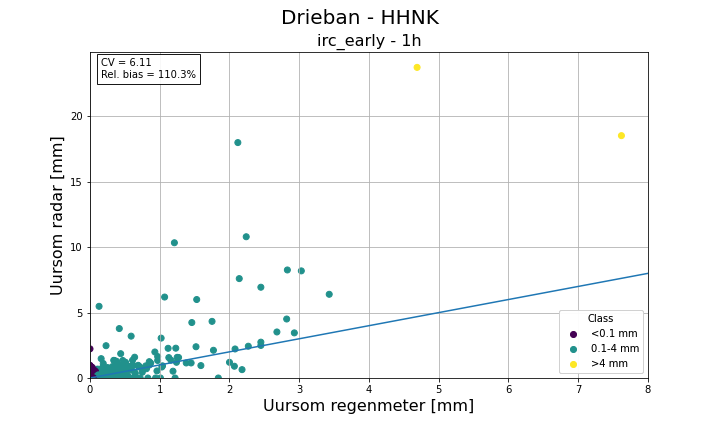 Drieban - HHNK
irc_early - 1h
CV = 6.11
Rel. bias = 110.3%
Uursom radar [mm]
20
15
10
5
0
0 1 2 3 4 5 6 7 8
Uursom regenmeter [mm]
Class
<0.1 mm
0.1-4 mm
>4 mm